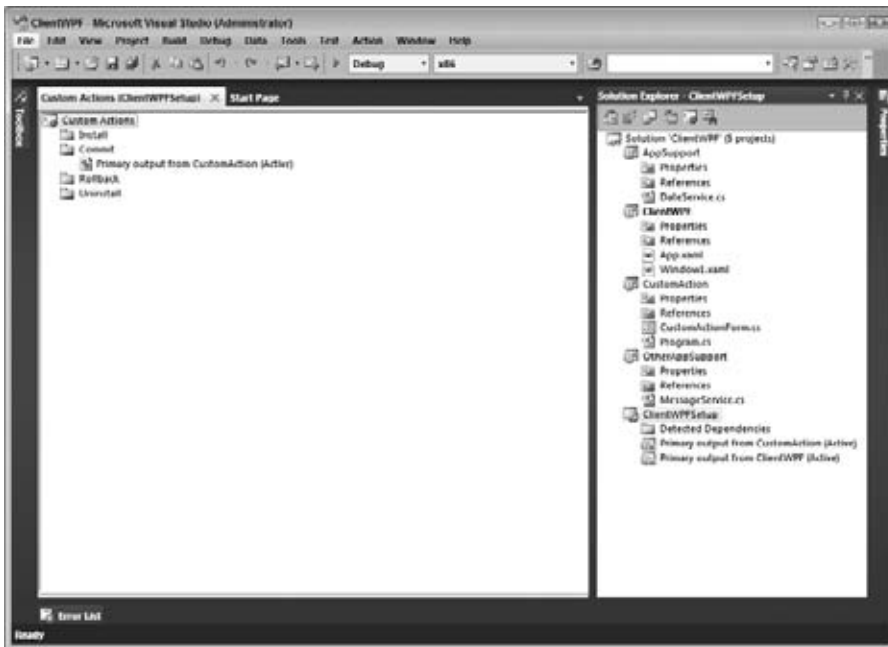 ClientWPF - Microsoft Visual Studio (Administrator)
File Edit View Project Build Debug Data Tools Test Action Window Help
Debug x86
Toolbox
Custom Actions (ClientWPFSetup) Start Page
Custom Actions
Install
Commit
Primary output from CustomAction (Active)
Rollback
Uninstall
Solution Explorer - ClientWPFSetup
Solution 'ClientWPF' (5 projects)
AppSupport
Properties
References
DateService.cs
ClientWPF
Properties
References
App.xaml
Window1.xaml
CustomAction
Properties
References
CustomActionForm.cs
Program.cs
OtherAppSupport
Properties
References
MessageService.cs
ClientWPFSetup
Detected Dependencies
Primary output from CustomAction (Active)
Primary output from ClientWPF (Active)
Properties
Error List
Ready